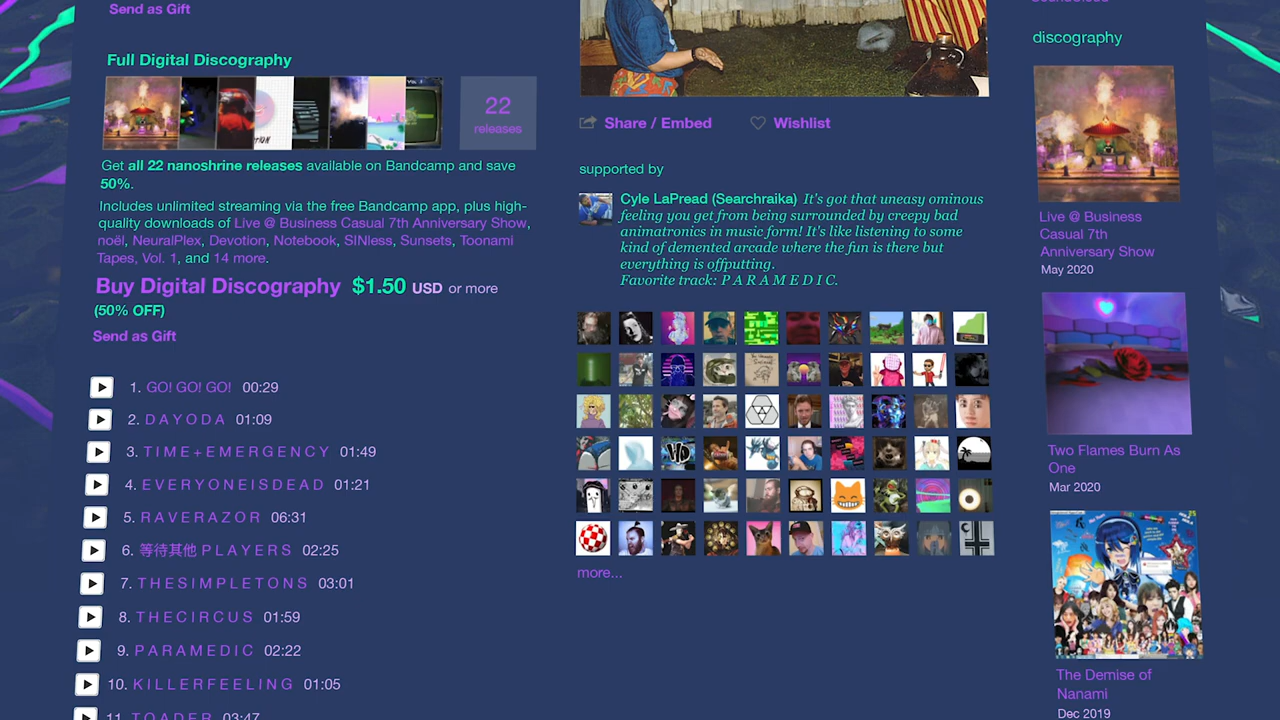 Send as Gift
Full Digital Discography
22
releases
Get all 22 nanoshrine releases available on Bandcamp and save
50%.
Includes unlimited streaming via the free Bandcamp app, plus high-
quality downloads of Live @ Business Casual 7th Anniversary Show,
noël, NeuralPlex, Devotion, Notebook, SINless, Sunsets, Toonami
Tapes, Vol. 1, and 14 more.
Buy Digital Discography $1.50 USD or more
(50% OFF)
Send as Gift
1. GO! GO! GO! 00:29
2. D A Y O D A 01:09
3. T I M E + E M E R G E N C Y 01:49
4. E V E R Y O N E I S D E A D 01:21
5. R A V E R A Z O R 06:31
6. 等待其他 P L A Y E R S 02:25
7. T H E S I M P L E T O N S 03:01
8. T H E C I R C U S 01:59
9. P A R A M E D I C 02:22
10. K I L L E R F E E L I N G 01:05
11. T O A D E R 03:47
Share / Embed
Wishlist
supported by
Cyle LaPread (Searchraika) It's got that uneasy ominous
feeling you get from being surrounded by creepy bad
animatronics in music form! It's like listening to some
kind of demented arcade where the fun is there but
everything is offputting.
Favorite track: P A R A M E D I C.
more...
discography
Live @ Business
Casual 7th
Anniversary Show
May 2020
Two Flames Burn As
One
Mar 2020
The Demise of
Nanami
Dec 2019